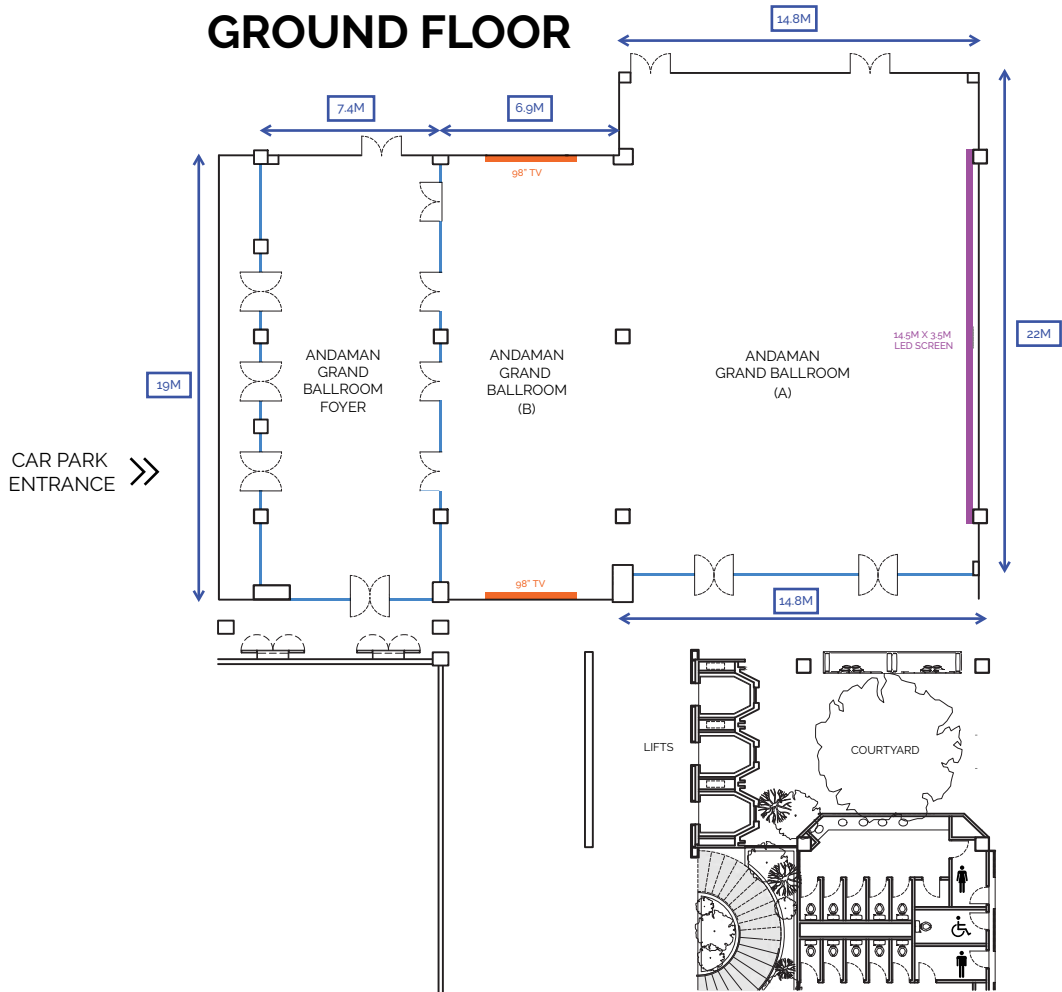 GROUND FLOOR
14.8M
7.4M
6.9M
98" TV
14.5M X 3.5M
LED SCREEN
22M
ANDAMAN
GRAND
BALLROOM
FOYER
ANDAMAN
GRAND
BALLROOM
(B)
ANDAMAN
GRAND BALLROOM
(A)
19M
CAR PARK
ENTRANCE
98" TV
14.8M
LIFTS
COURTYARD